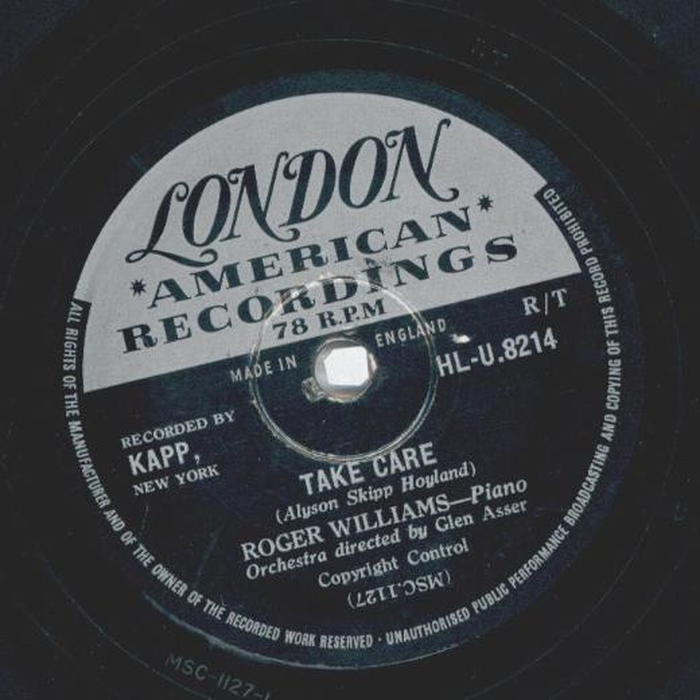 LONDON
*AMERICAN*
RECORDINGS
78 R.P.M
MADE IN ENGLAND
R/T
HL-U.8214
RECORDED BY
KAPP,
NEW YORK
TAKE CARE
(Alyson Skipp Hoyland)
ROGER WILLIAMS—Piano
Orchestra directed by Glen Asser
Copyright Control
(MSC.1127)
ALL RIGHTS OF THE MANUFACTURER AND OF THE OWNER OF THE RECORDED WORK RESERVED · UNAUTHORISED PUBLIC PERFORMANCE BROADCASTING AND COPYING OF THIS RECORD PROHIBITED
MSC-1127-1